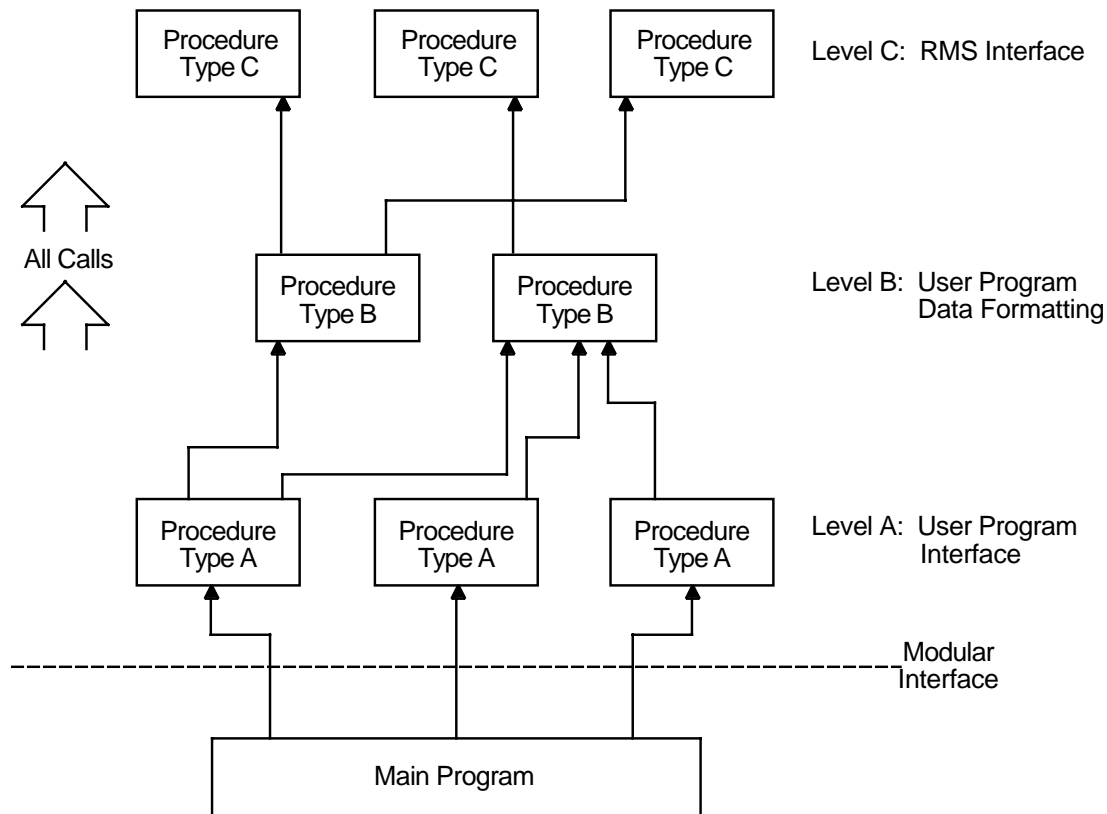 Procedure
Type C
Procedure
Type C
Procedure
Type C
Level C: RMS Interface
All Calls
Procedure
Type B
Procedure
Type B
Level B: User Program
Data Formatting
Procedure
Type A
Procedure
Type A
Procedure
Type A
Level A: User Program
Interface
Modular
Interface
Main Program